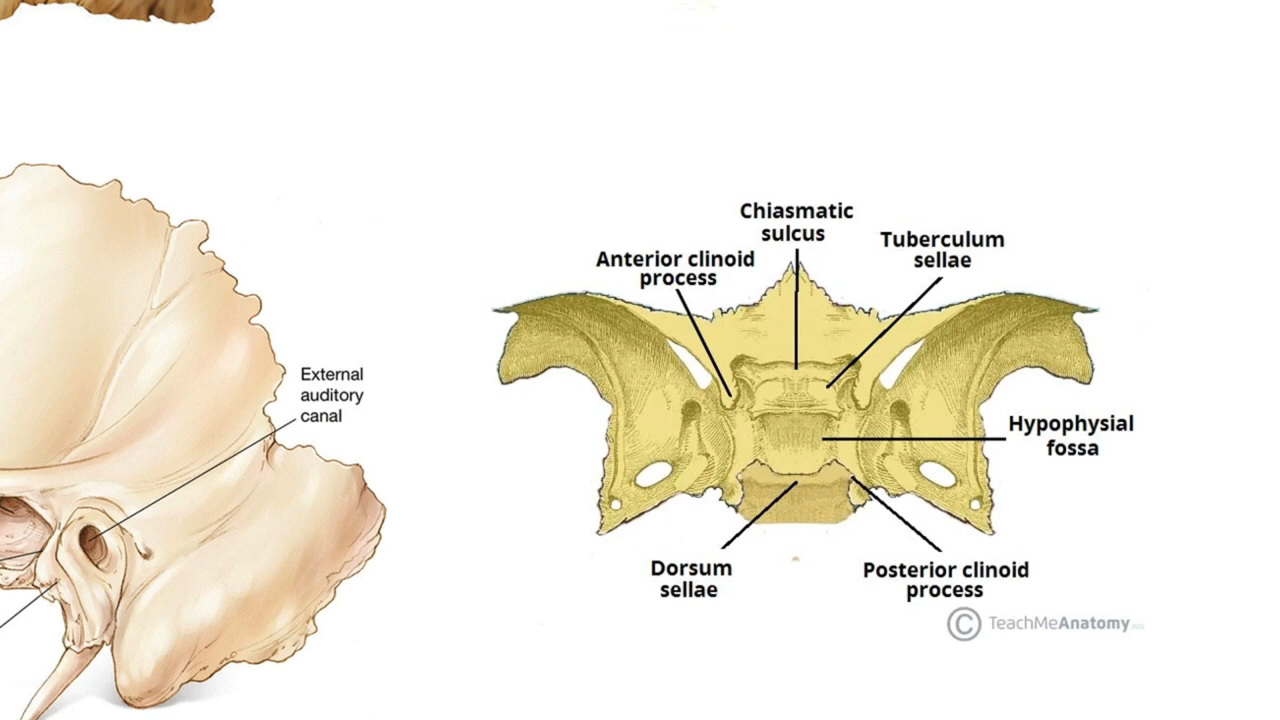 External
auditory
canal
Chiasmatic
sulcus
Tuberculum
sellae
Anterior clinoid
process
Hypophysial
fossa
Dorsum
sellae
Posterior clinoid
process
© TeachMeAnatomy